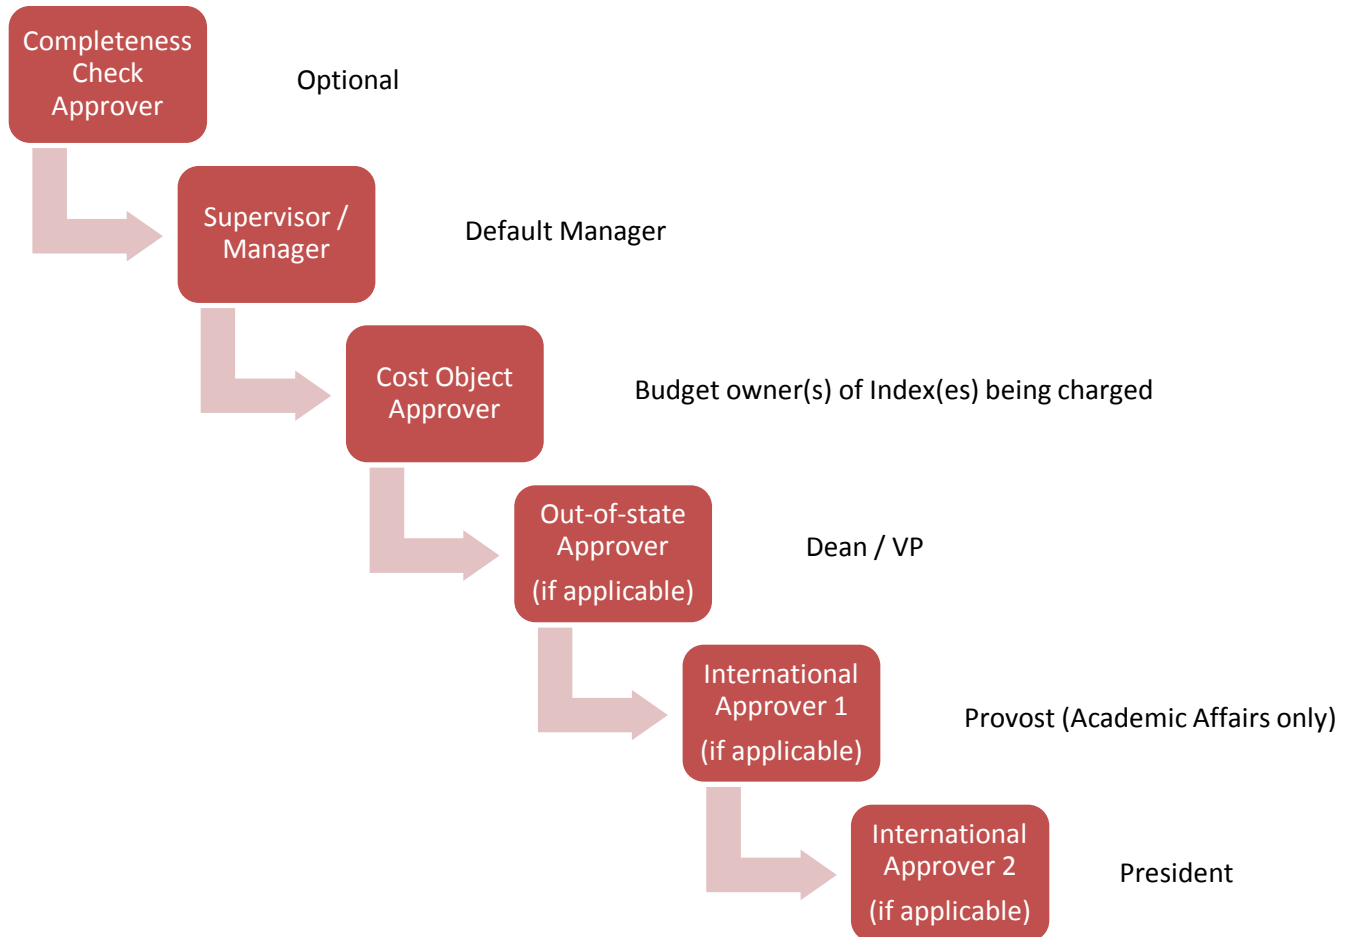 Completeness
Check
Approver
Optional
Supervisor /
Manager
Default Manager
Cost Object
Approver
Budget owner(s) of Index(es) being charged
Out-of-state
Approver
(if applicable)
Dean / VP
International
Approver 1
(if applicable)
Provost (Academic Affairs only)
International
Approver 2
(if applicable)
President